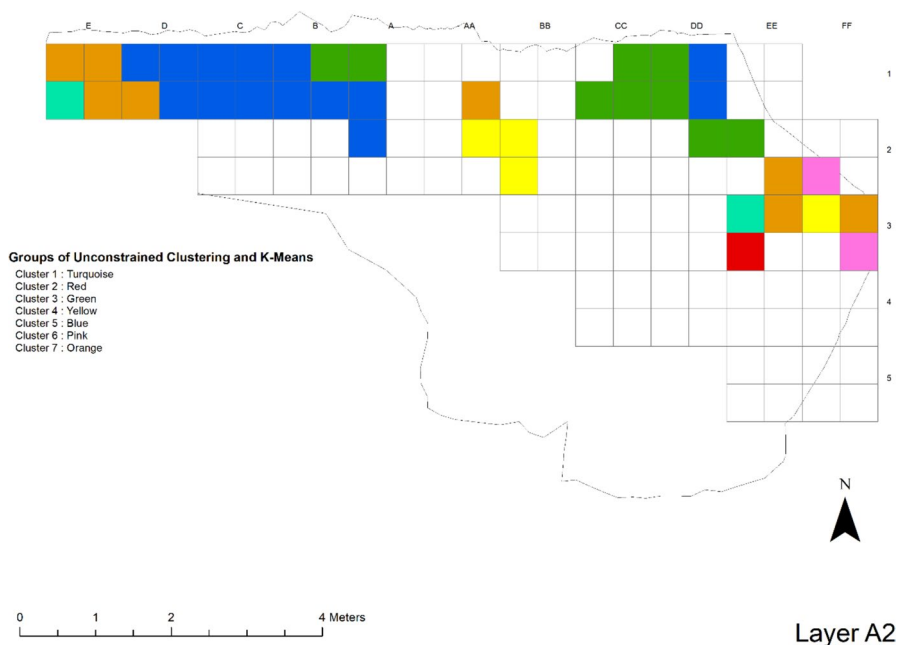 E D C B A AA BB CC DD EE FF
1
2
3
Groups of Unconstrained Clustering and K-Means
Cluster 1 : Turquoise
Cluster 2 : Red
Cluster 3 : Green
Cluster 4 : Yellow
Cluster 5 : Blue
Cluster 6 : Pink
Cluster 7 : Orange
4
5
N
0 1 2 4 Meters
Layer A2